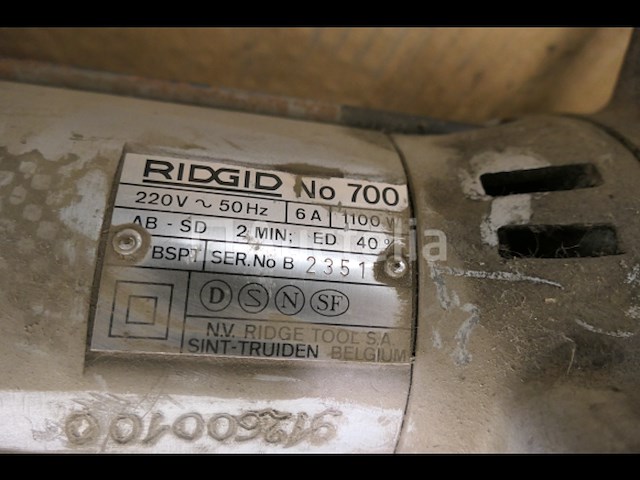 RIDGID No 700
220V ~ 50Hz 6A 1100 W
AB - SD 2 MIN; ED 40 %
BSPT SER. No B 2351
D S N SF
N.V. RIDGE TOOL S.A.
SINT-TRUIDEN BELGIUM